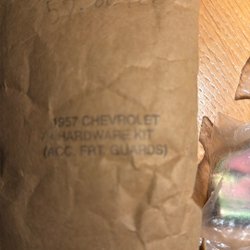 1957 CHEVROLET
HARDWARE KIT
(ACC. FRT. GUARDS)